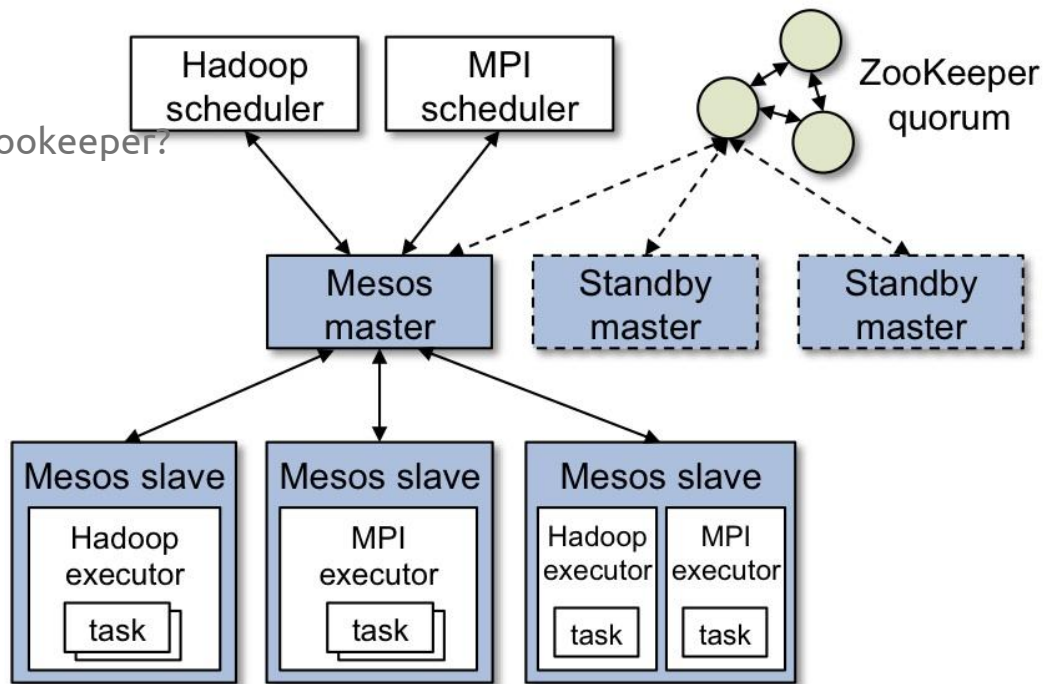 Hadoop
scheduler
MPI
scheduler
ZooKeeper
quorum
ookeeper?
Mesos
master
Standby
master
Standby
master
Mesos slave
Hadoop
executor
task
Mesos slave
MPI
executor
task
Mesos slave
Hadoop
executor
task
MPI
executor
task